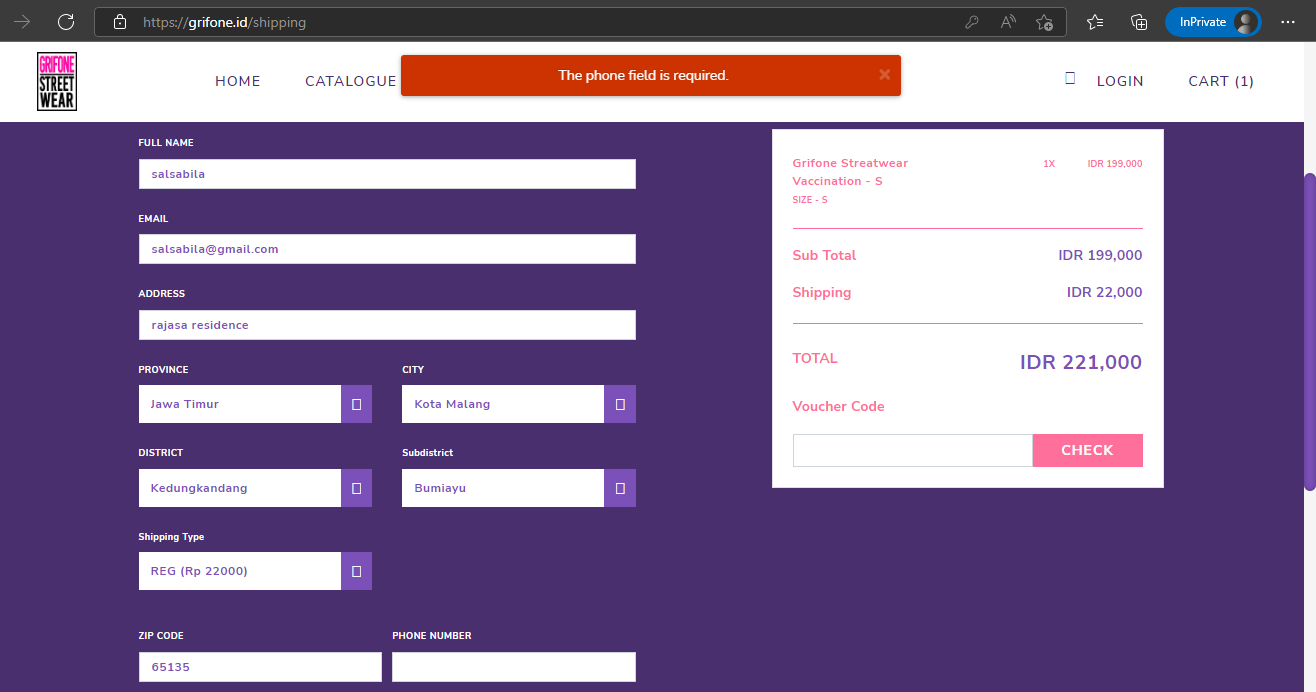 https://grifone.id/shipping
InPrivate
GRIFONE
STREET
WEAR
HOME
CATALOGUE
The phone field is required.
×
LOGIN
CART (1)
FULL NAME
salsabila
EMAIL
salsabila@gmail.com
ADDRESS
rajasa residence
PROVINCE
CITY
Jawa Timur
Kota Malang
DISTRICT
Subdistrict
Kedungkandang
Bumiayu
Shipping Type
REG (Rp 22000)
ZIP CODE
PHONE NUMBER
65135
Grifone Streatwear
Vaccination - S
1X
IDR 199,000
SIZE - S
Sub Total
IDR 199,000
Shipping
IDR 22,000
TOTAL
IDR 221,000
Voucher Code
CHECK